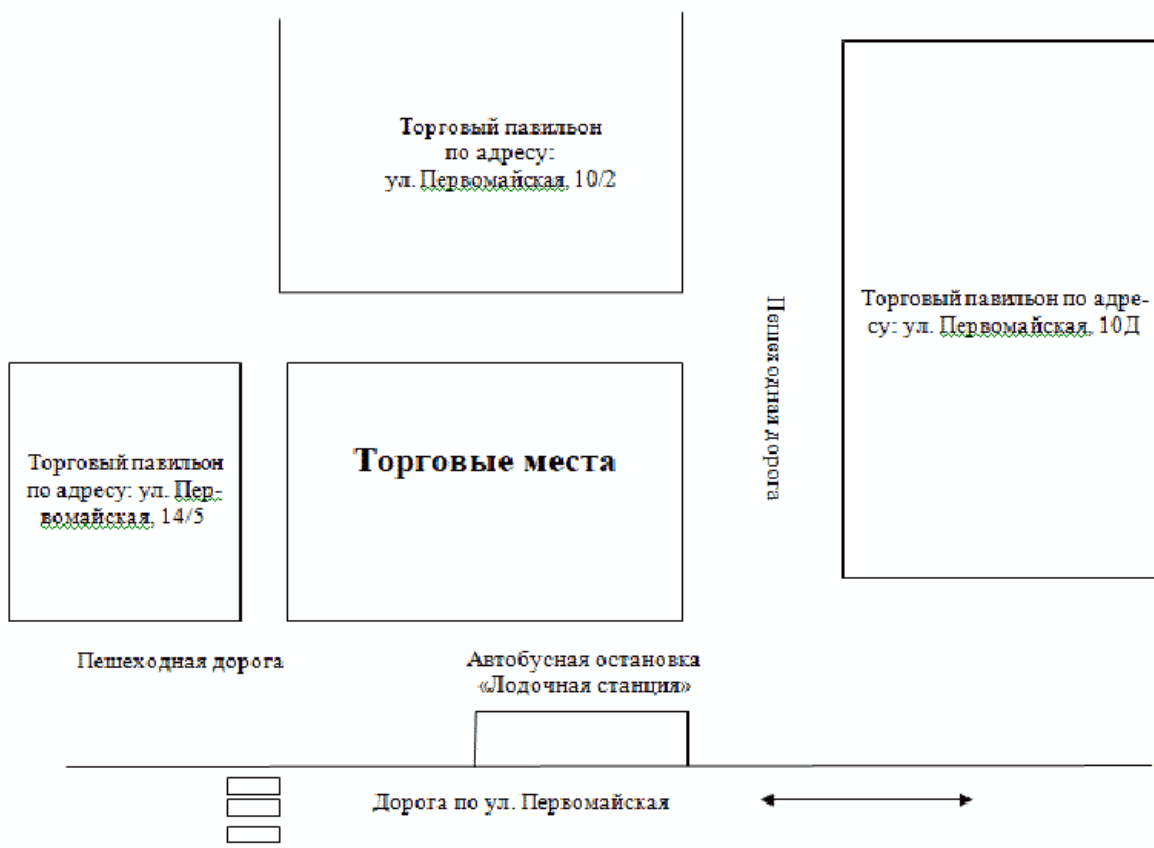 Торговый павильон
по адресу:
ул. Первомайская, 10/2
Пешеходная дорога
Торговый павильон по адре-
су: ул. Первомайская, 10Д
Торговый павильон
по адресу: ул. Пер-
вомайская, 14/5
Торговые места
Пешеходная дорога
Автобусная остановка
«Лодочная станция»
Дорога по ул. Первомайская